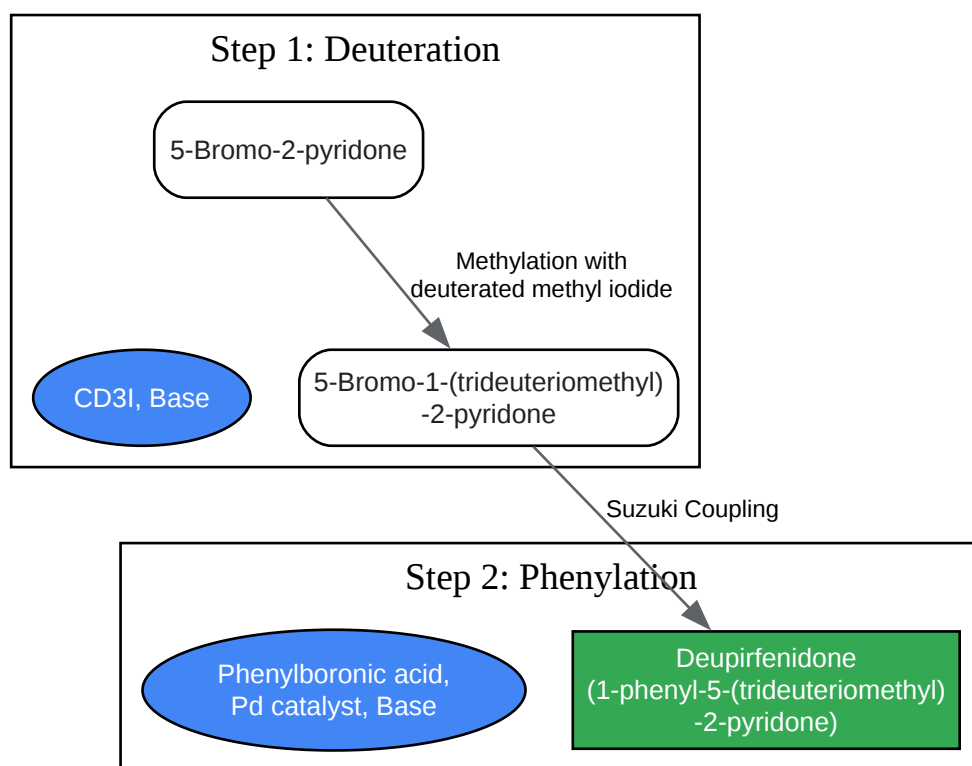 Step 1: Deuteration
5-Bromo-2-pyridone
Methylation with
deuterated methyl iodide
CD3I, Base
5-Bromo-1-(trideuteriomethyl)
-2-pyridone
Suzuki Coupling
Step 2: Phenylation
Phenylboronic acid,
Pd catalyst, Base
Deupirfenidone
(1-phenyl-5-(trideuteriomethyl)
-2-pyridone)